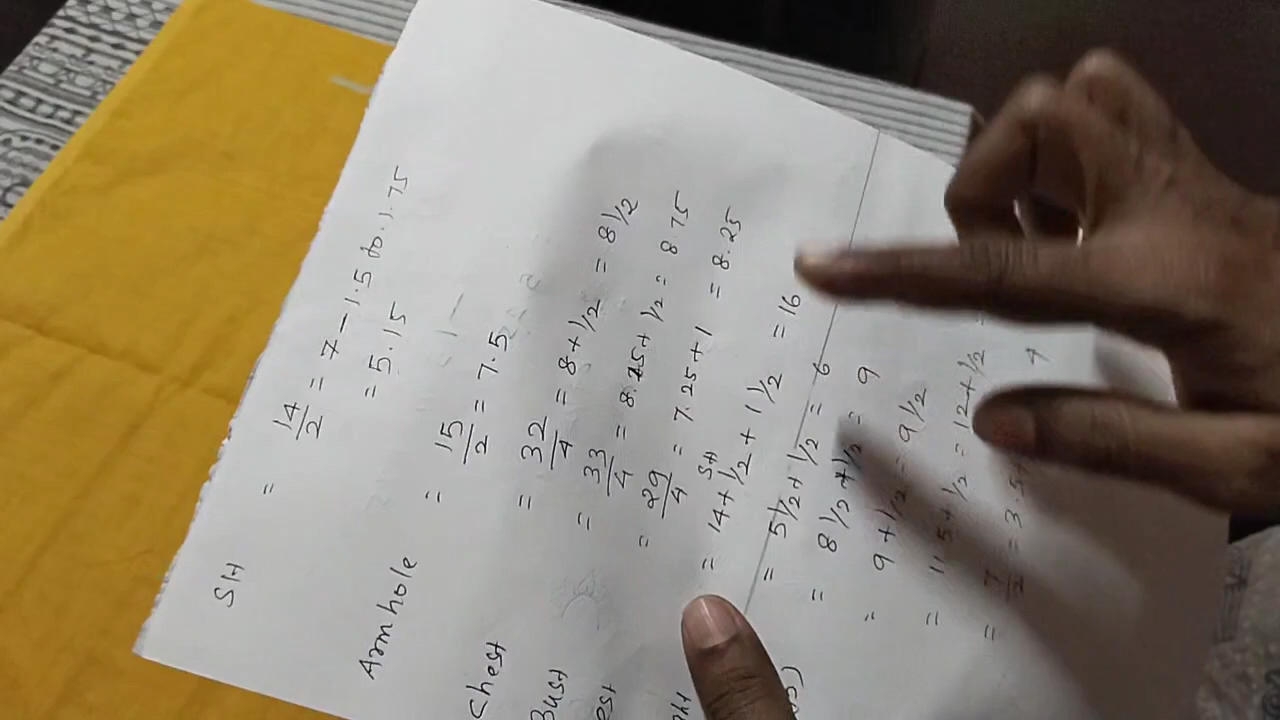 SH = 14/2 = 7 - 1.5 to 1.75
= 5.15
Armhole = 15/2 = 7.5
Chest = 32/4 = 8 + 1/2 = 8 1/2
Bust = 33/4 = 8.25 + 1/2 = 8.75
= 29/4 = 7.25 + 1 = 8.25
SH
= 14 + 1/2 + 1 1/2 = 16
= 5 1/2 + 1/2 = 6
= 8 1/2 + 1/2 = 9
= 9 + 1/2 = 9 1/2
= 11.5 + 1/2 = 12 + 1/2 =
= 7/2 = 3.5 + 4